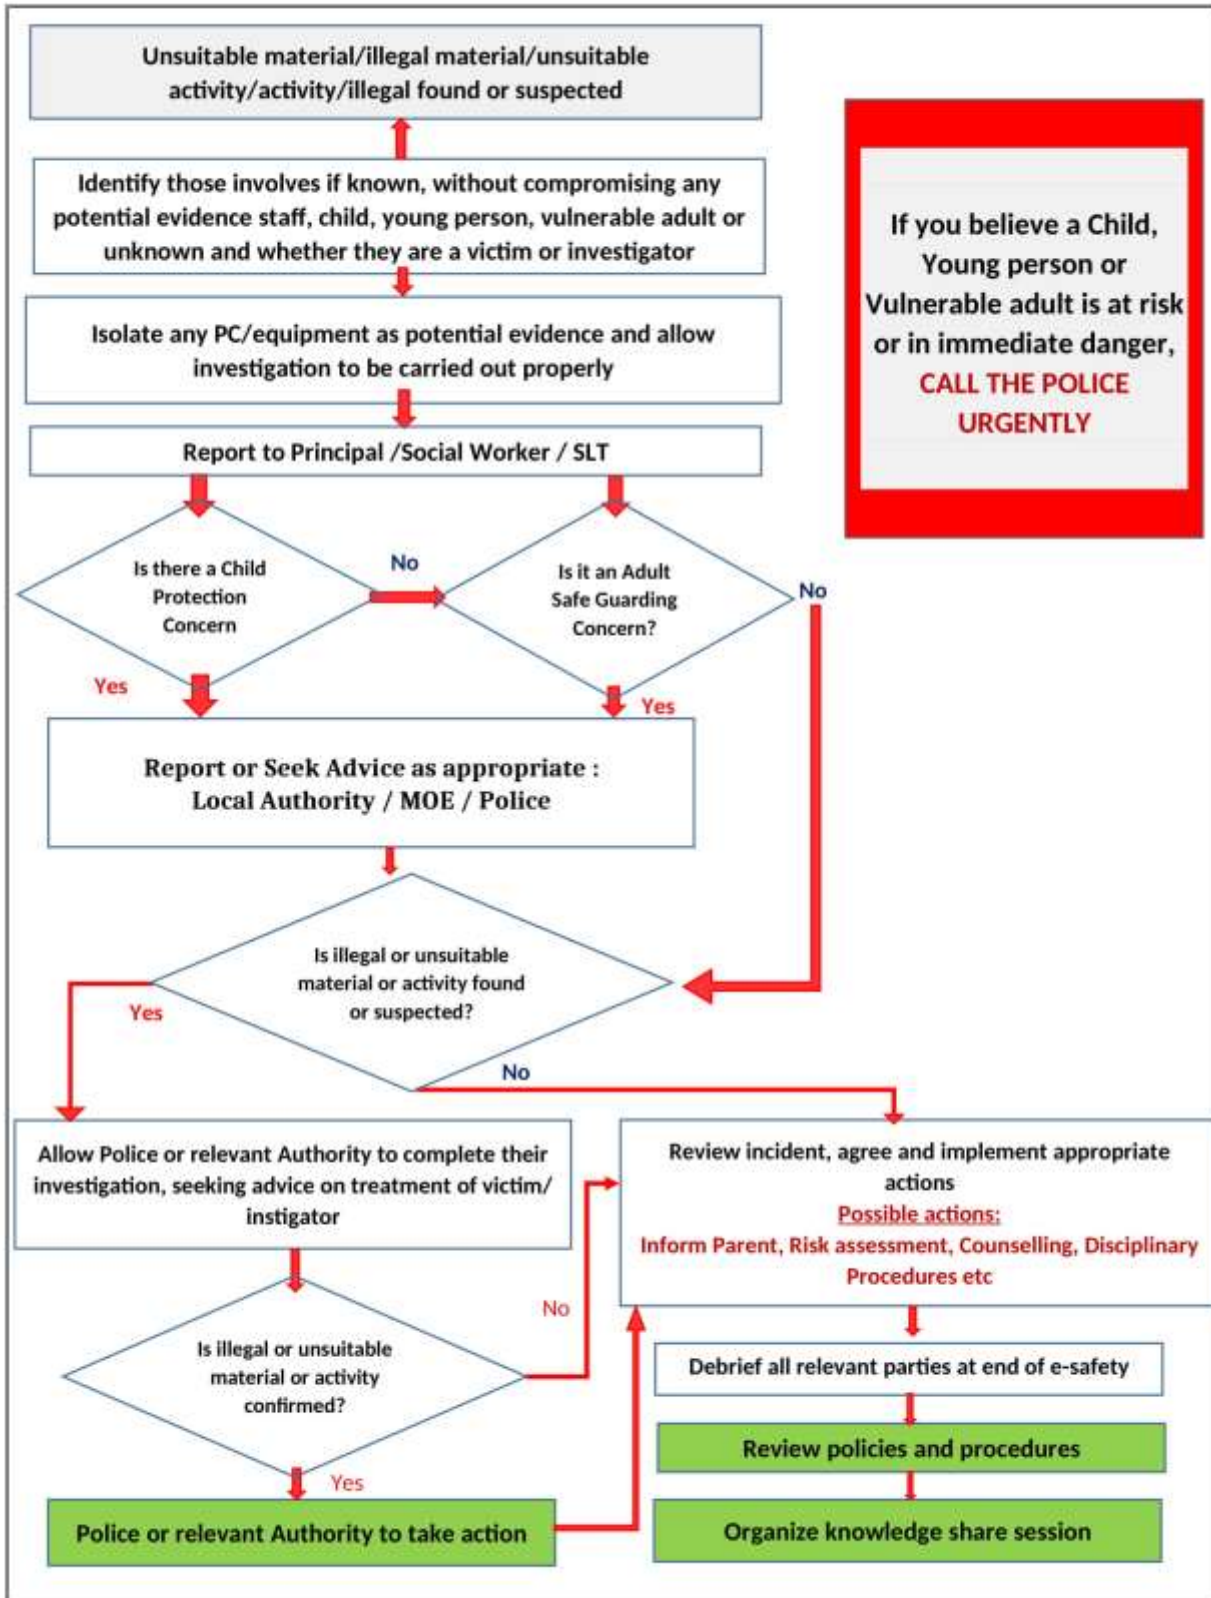 Unsuitable material/illegal material/unsuitable
activity/activity/illegal found or suspected
Identify those involves if known, without compromising any
potential evidence staff, child, young person, vulnerable adult or
unknown and whether they are a victim or investigator
Isolate any PC/equipment as potential evidence and allow
investigation to be carried out properly
Report to Principal /Social Worker / SLT
If you believe a Child,
Young person or
Vulnerable adult is at risk
or in immediate danger,
CALL THE POLICE
URGENTLY
Is there a Child
Protection
Concern
No
Is it an Adult
Safe Guarding
Concern?
No
Yes
Yes
Report or Seek Advice as appropriate :
Local Authority / MOE / Police
Is illegal or unsuitable
material or activity found
or suspected?
Yes
No
Allow Police or relevant Authority to complete their
investigation, seeking advice on treatment of victim/
instigator
Review incident, agree and implement appropriate
actions
Possible actions:
Inform Parent, Risk assessment, Counselling, Disciplinary
Procedures etc
No
Is illegal or unsuitable
material or activity
confirmed?
Yes
Debrief all relevant parties at end of e-safety
Review policies and procedures
Police or relevant Authority to take action
Organize knowledge share session